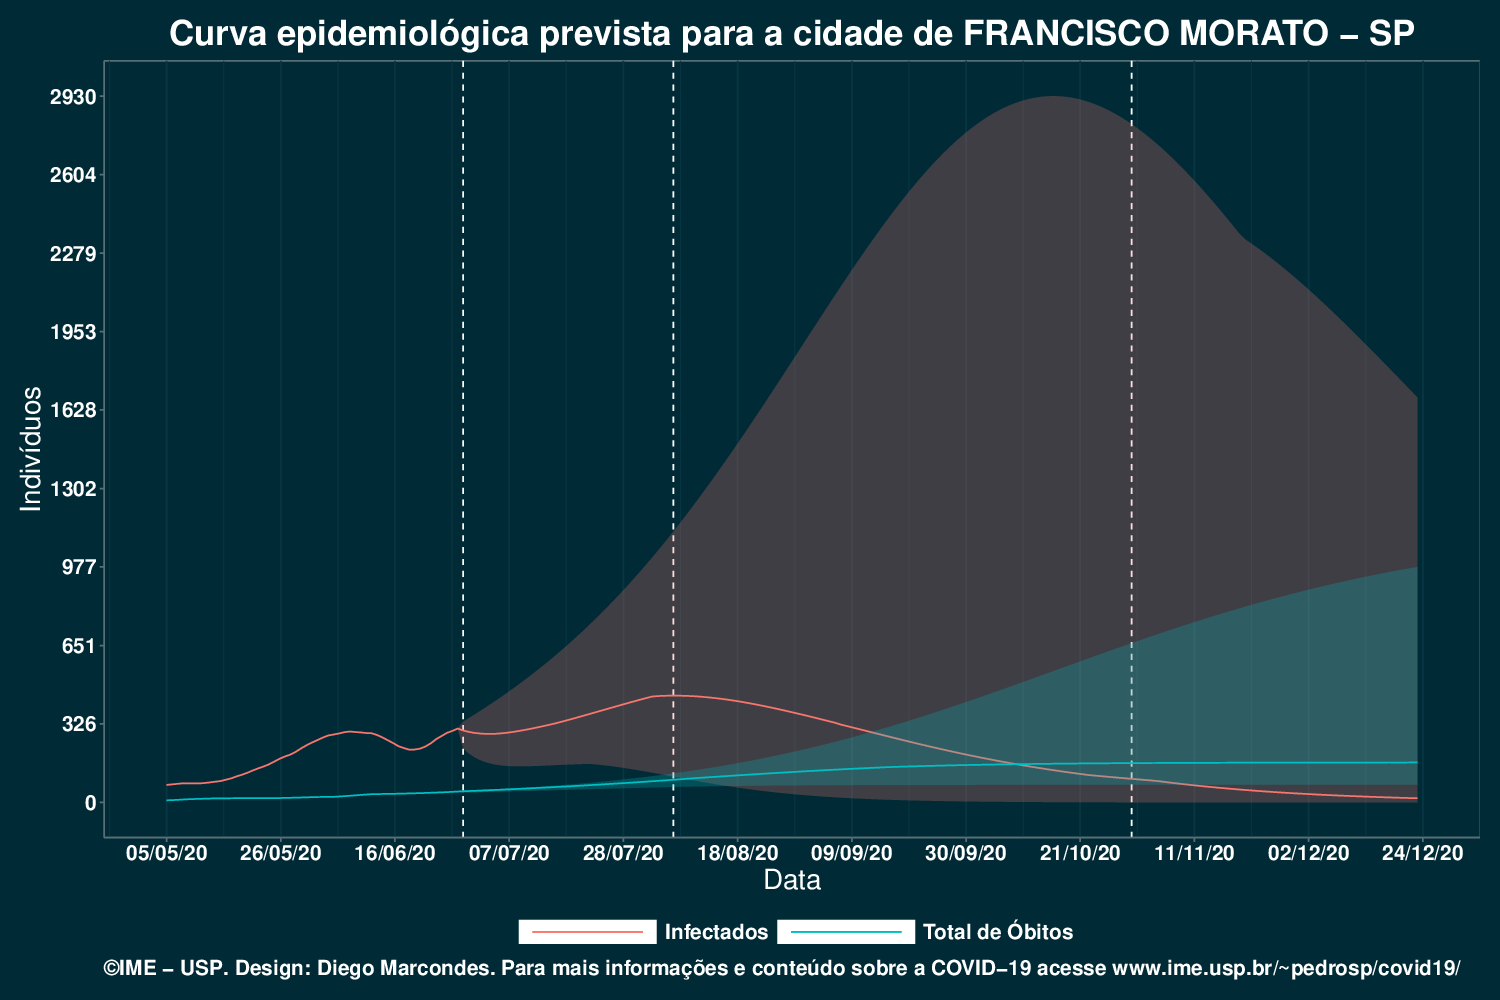 Curva epidemiológica prevista para a cidade de FRANCISCO MORATO − SP
Indivíduos
2930
2604
2279
1953
1628
1302
977
651
326
0
05/05/20 26/05/20 16/06/20 07/07/20 28/07/20 18/08/20 09/09/20 30/09/20 21/10/20 11/11/20 02/12/20 24/12/20
Data
Infectados Total de Óbitos
©IME − USP. Design: Diego Marcondes. Para mais informações e conteúdo sobre a COVID−19 acesse www.ime.usp.br/~pedrosp/covid19/